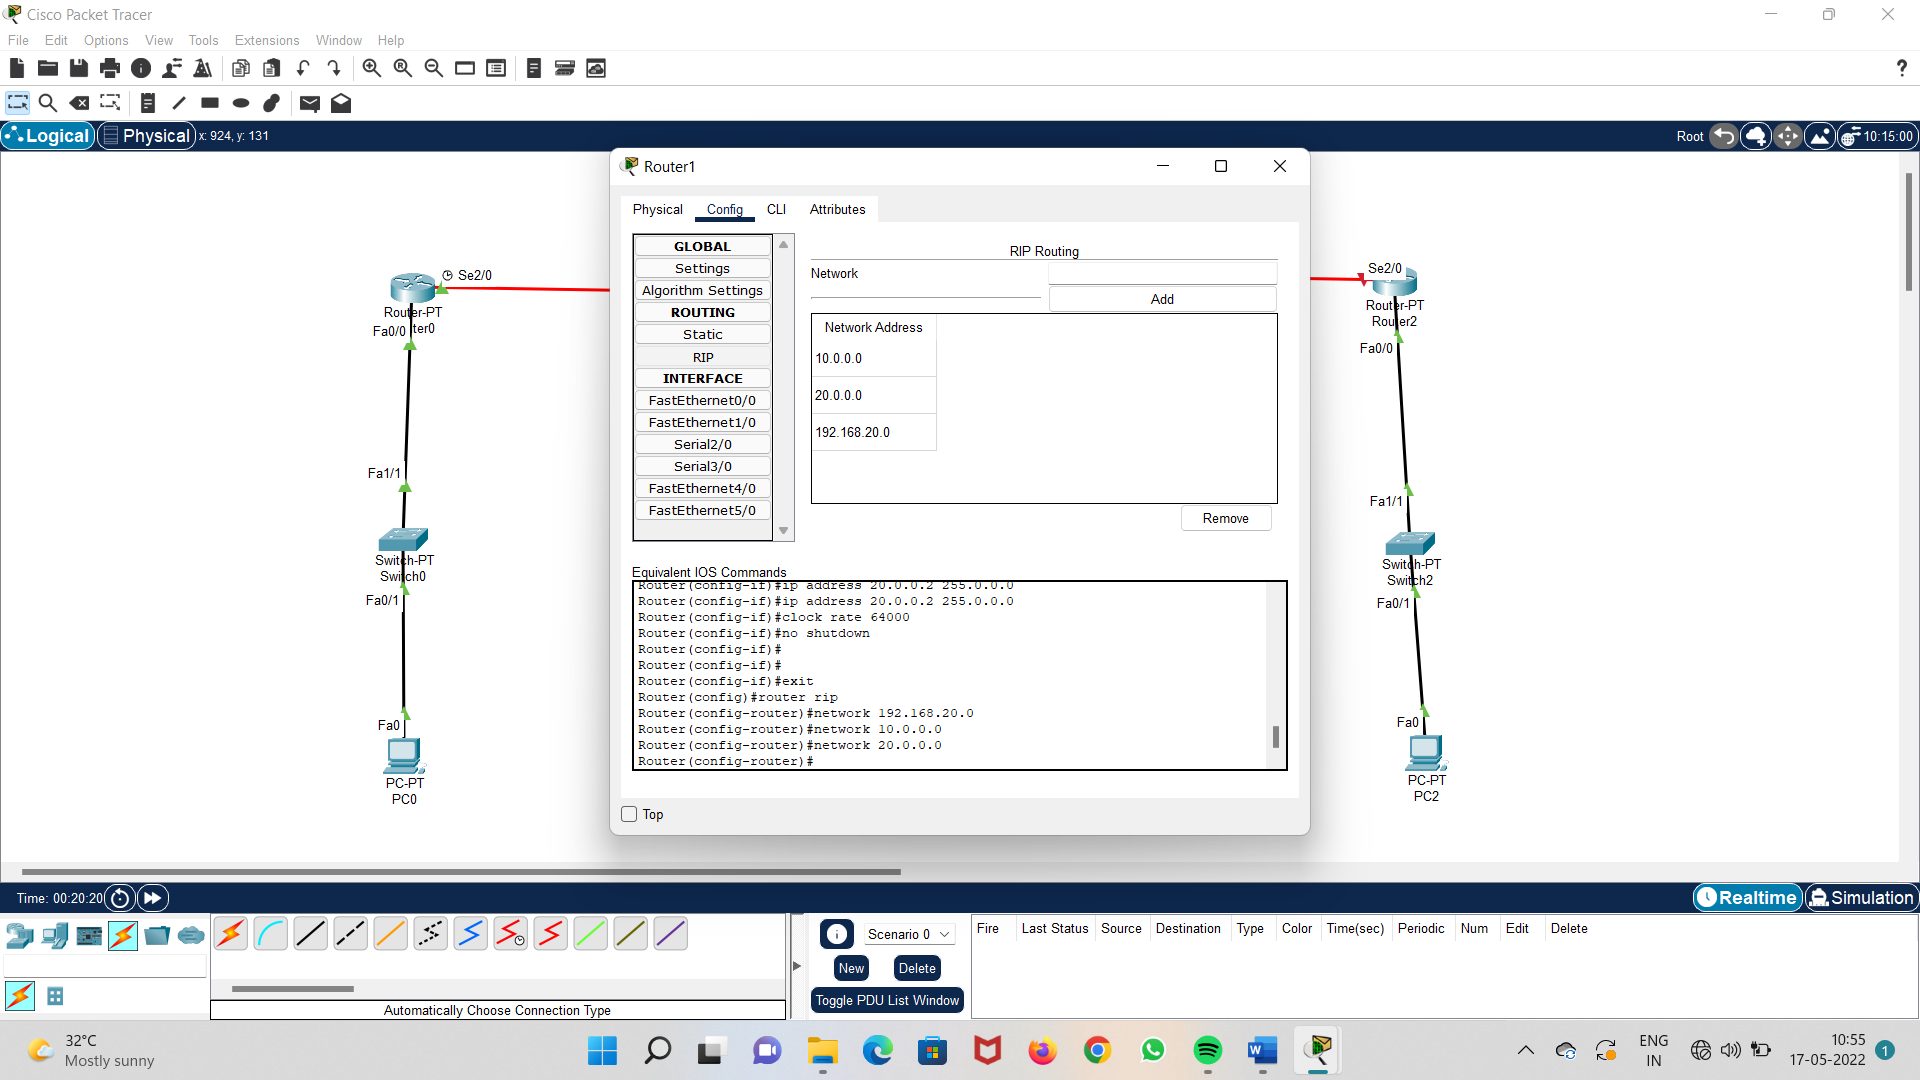 Cisco Packet Tracer
File Edit Options View Tools Extensions Window Help
?
Logical Physical x: 924, y: 131
Root 10:15:00
Se2/0
Router-PT
ter0
Fa0/0
Fa1/1
Switch-PT
Switch0
Fa0/1
Fa0
PC-PT
PC0
Router1
Physical Config CLI Attributes
GLOBAL
Settings
Algorithm Settings
ROUTING
Static
RIP
INTERFACE
FastEthernet0/0
FastEthernet1/0
Serial2/0
Serial3/0
FastEthernet4/0
FastEthernet5/0
RIP Routing
Network
Add
Network Address
10.0.0.0
20.0.0.0
192.168.20.0
Remove
Equivalent IOS Commands
Router(config-if)#ip address 20.0.0.2 255.0.0.0
Router(config-if)#ip address 20.0.0.2 255.0.0.0
Router(config-if)#clock rate 64000
Router(config-if)#no shutdown
Router(config-if)#
Router(config-if)#
Router(config-if)#exit
Router(config)#router rip
Router(config-router)#network 192.168.20.0
Router(config-router)#network 10.0.0.0
Router(config-router)#network 20.0.0.0
Router(config-router)#
Top
Se2/0
Router-PT
Router2
Fa0/0
Fa1/1
Switch-PT
Switch2
Fa0/1
Fa0
PC-PT
PC2
Time: 00:20:20
Realtime Simulation
Automatically Choose Connection Type
Scenario 0
New Delete
Toggle PDU List Window
Fire Last Status Source Destination Type Color Time(sec) Periodic Num Edit Delete
32°C
Mostly sunny
ENG
IN
10:55
17-05-2022
1